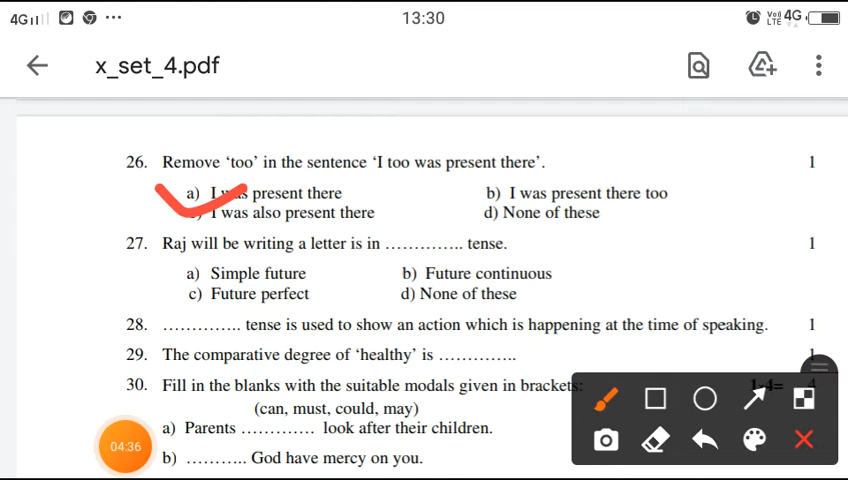 4G 13:30 Vo) LTE 4G
x_set_4.pdf
26. Remove ‘too’ in the sentence ‘I too was present there’. 1
a) I was present there b) I was present there too
I was also present there d) None of these
27. Raj will be writing a letter is in ………….. tense. 1
a) Simple future b) Future continuous
c) Future perfect d) None of these
28. ………….. tense is used to show an action which is happening at the time of speaking. 1
29. The comparative degree of ‘healthy’ is ………….. 1
30. Fill in the blanks with the suitable modals given in brackets: 4
(can, must, could, may)
a) Parents …………. look after their children.
b) ……….. God have mercy on you.
04:36